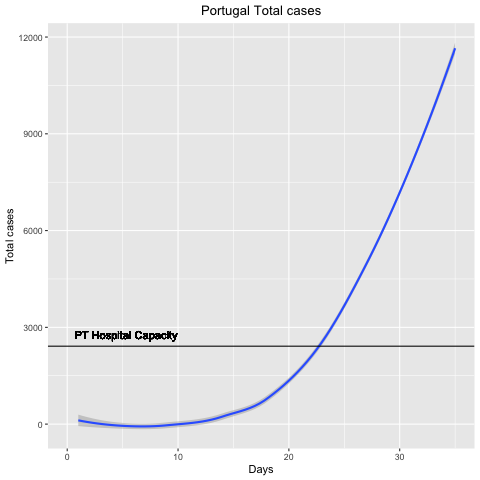 Portugal Total cases
12000
9000
6000
3000
0
Total cases
PT Hospital Capacity
0 10 20 30
Days